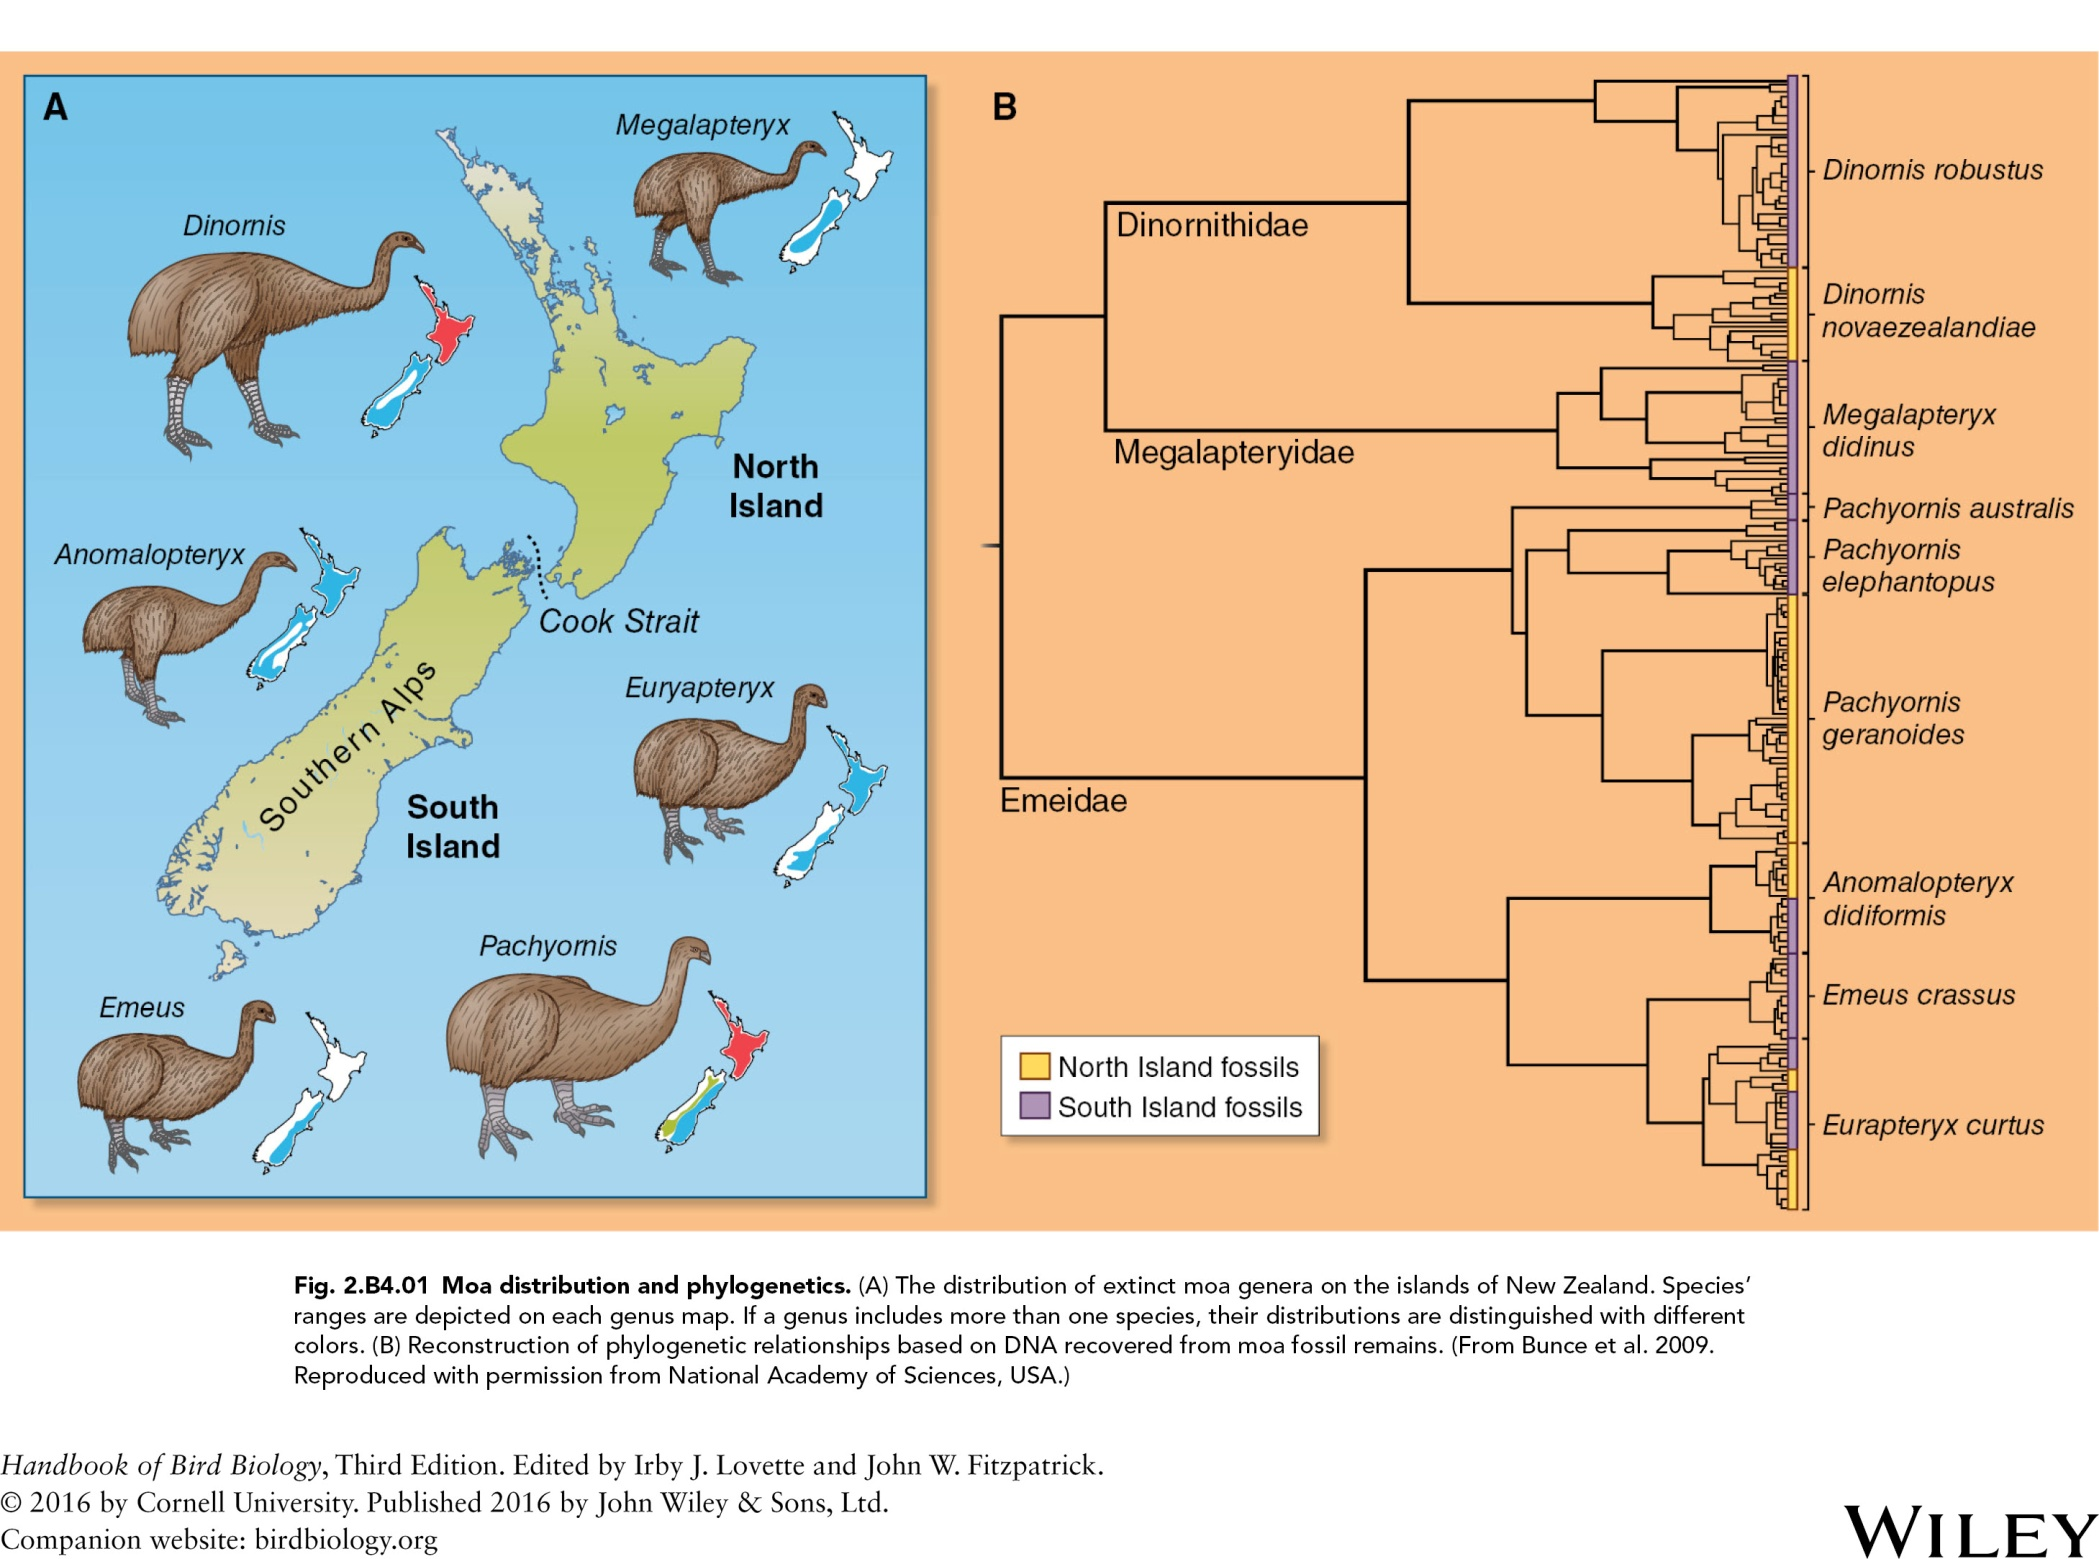 A
Megalapteryx
Dinornis
North
Island
Anomalopteryx
Cook Strait
Euryapteryx
Southern Alps
South
Island
Pachyornis
Emeus
B
Dinornithidae
Megalapteryidae
Emeidae
Dinornis robustus
Dinornis
novaezealandiae
Megalapteryx
didinus
Pachyornis australis
Pachyornis
elephantopus
Pachyornis
geranoides
Anomalopteryx
didiformis
Emeus crassus
Eurapteryx curtus
North Island fossils
South Island fossils
Fig. 2.B4.01 Moa distribution and phylogenetics. (A) The distribution of extinct moa genera on the islands of New Zealand. Species’
ranges are depicted on each genus map. If a genus includes more than one species, their distributions are distinguished with different
colors. (B) Reconstruction of phylogenetic relationships based on DNA recovered from moa fossil remains. (From Bunce et al. 2009.
Reproduced with permission from National Academy of Sciences, USA.)
Handbook of Bird Biology, Third Edition. Edited by Irby J. Lovette and John W. Fitzpatrick.
© 2016 by Cornell University. Published 2016 by John Wiley & Sons, Ltd.
Companion website: birdbiology.org
WILEY